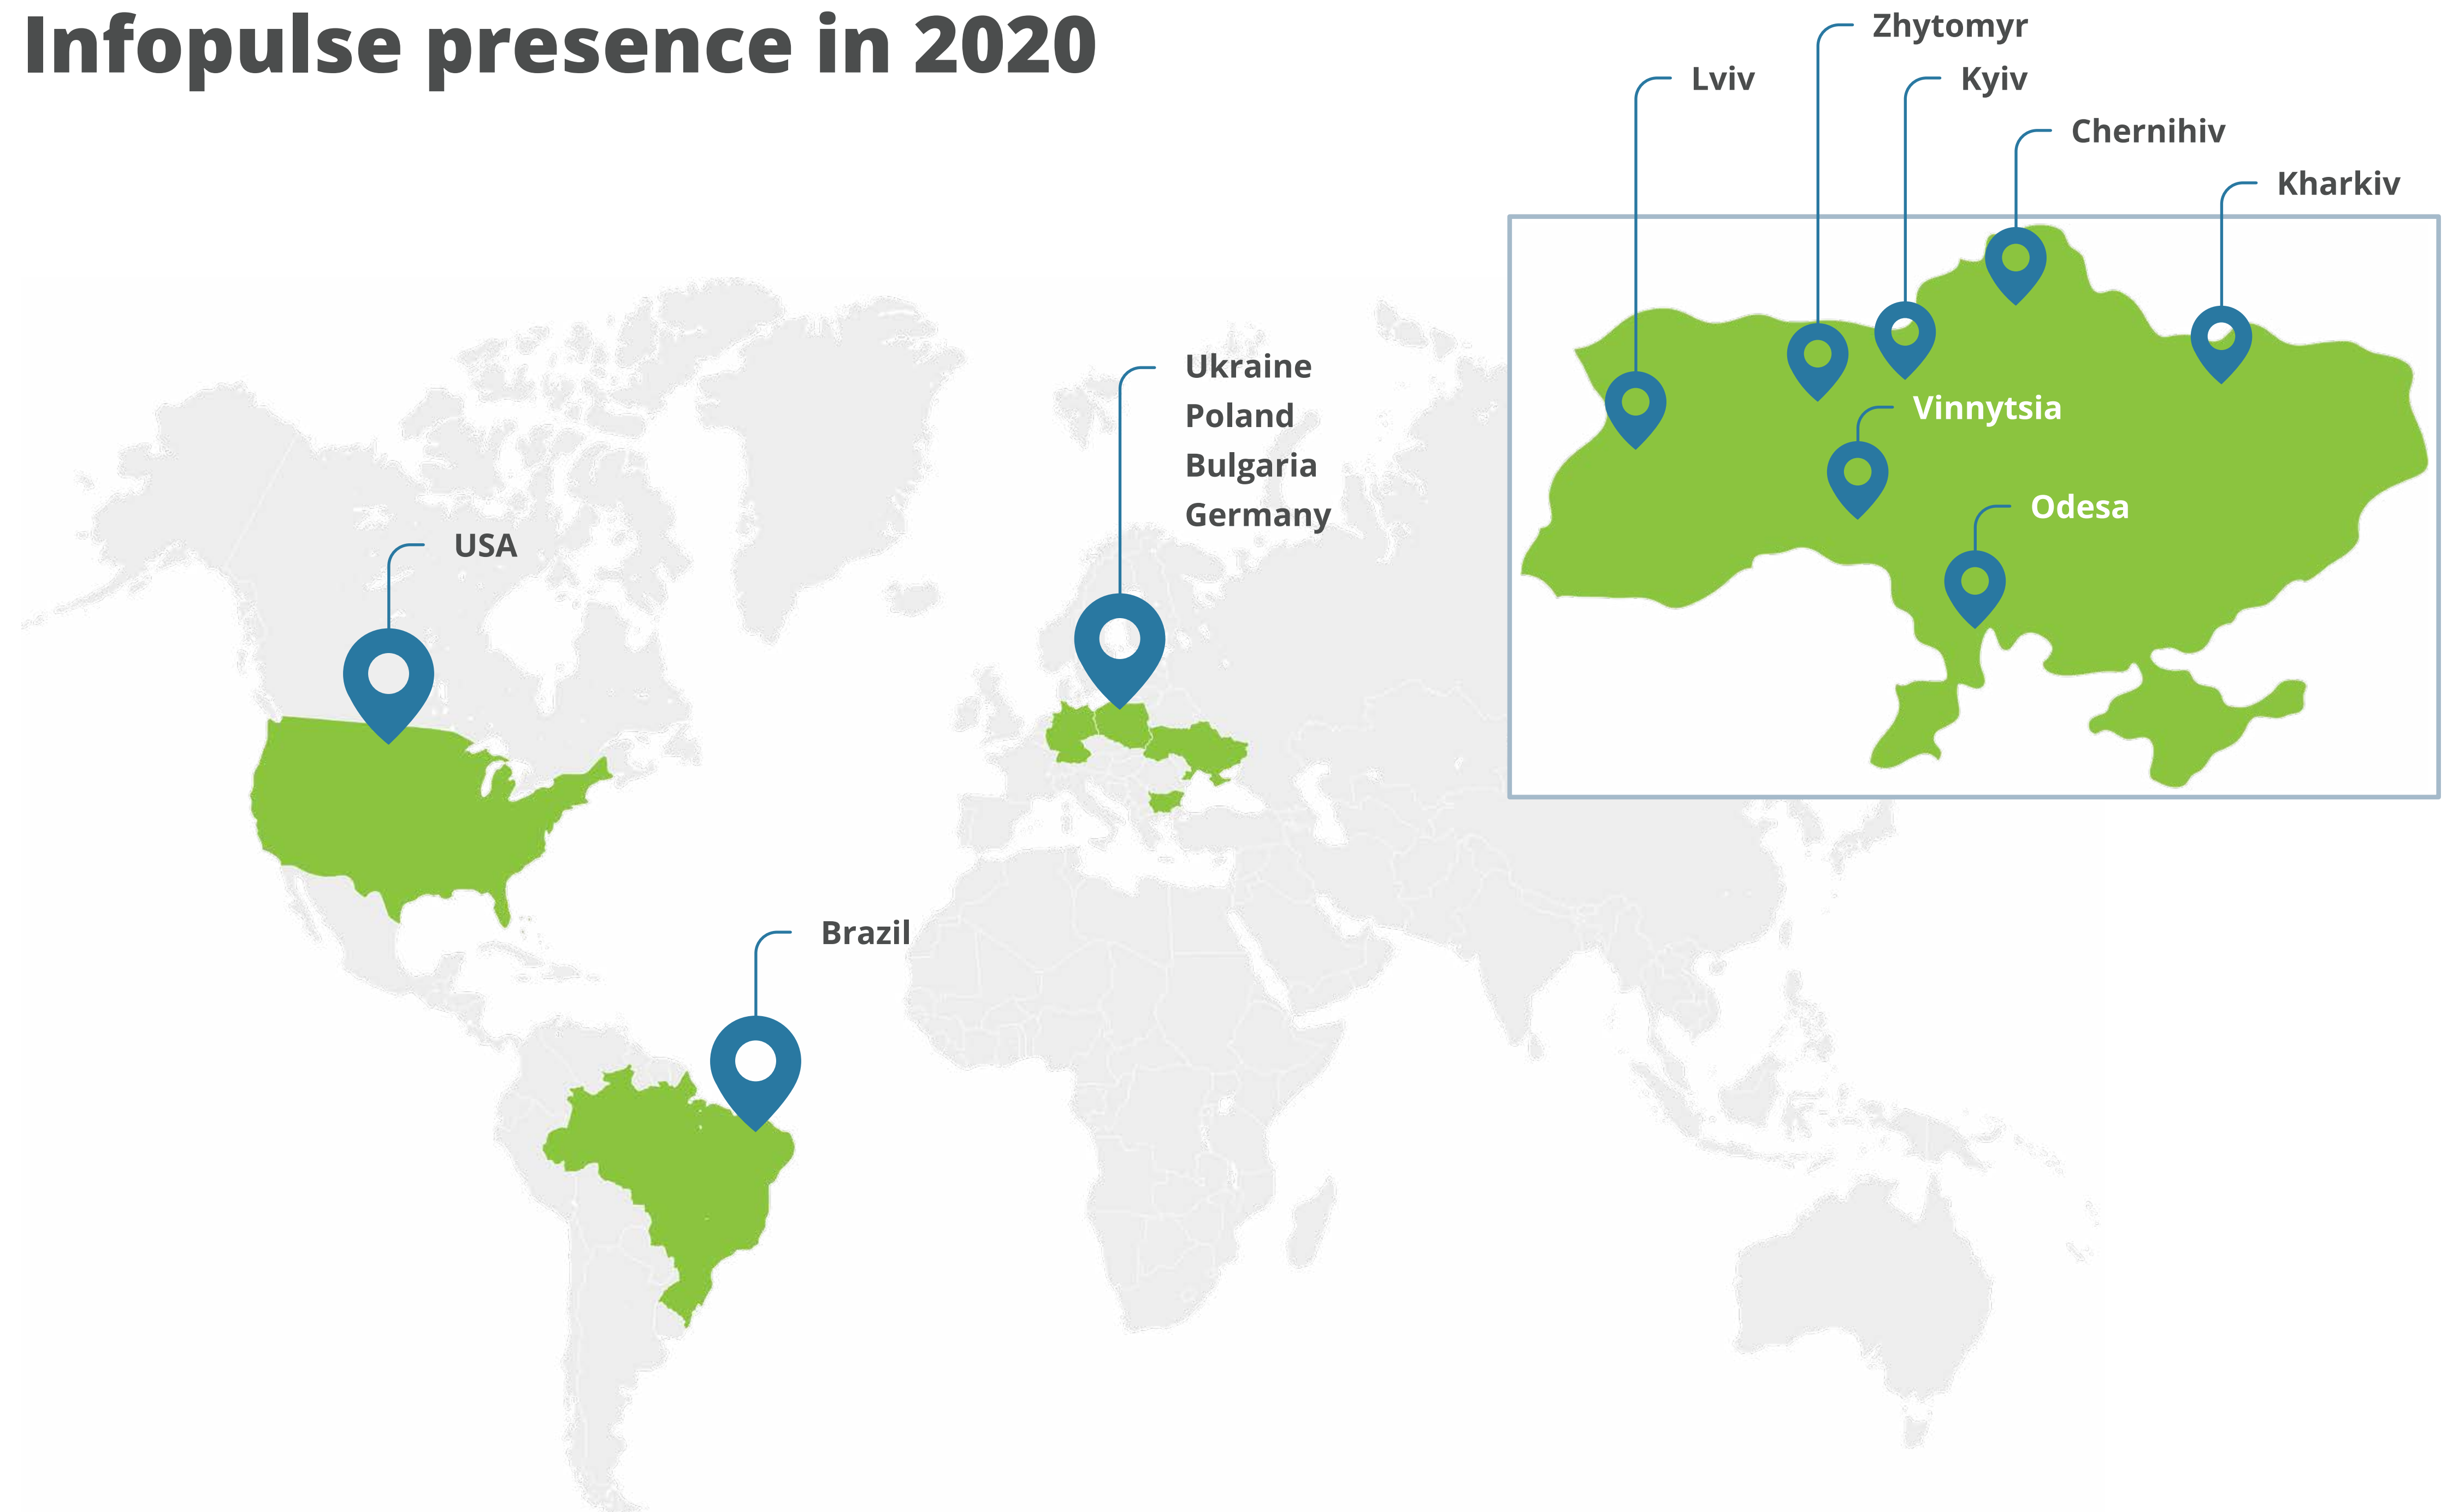 Infopulse presence in 2020
Zhytomyr
Lviv
Kyiv
Chernihiv
Kharkiv
Vinnytsia
Odesa
Ukraine
Poland
Bulgaria
Germany
USA
Brazil